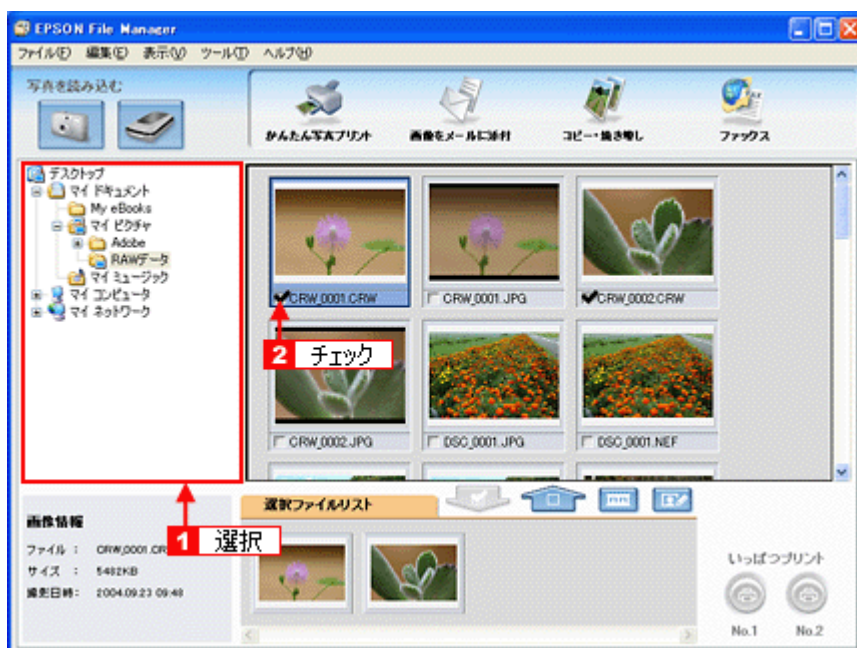 EPSON File Manager
ファイル(F) 編集(E) 表示(V) ツール(T) ヘルプ(H)
写真を読み込む
かんたん写真プリント 画像をメールに添付 コピー・焼き増し ファックス
デスクトップ
マイ ドキュメント
My eBooks
マイ ピクチャ
Adobe
RAWデータ
マイ ミュージック
マイ コンピュータ
マイ ネットワーク
CRW_0001.CRW CRW_0001.JPG CRW_0002.CRW
2 チェック
CRW_0002.JPG DSC_0001.JPG DSC_0001.NEF
選択ファイルリスト
1 選択
画像情報
ファイル : CRW_0001.CR
サイズ : 5482KB
撮影日時: 2004.09.23 09:48
いっぱつプリント
No.1 No.2